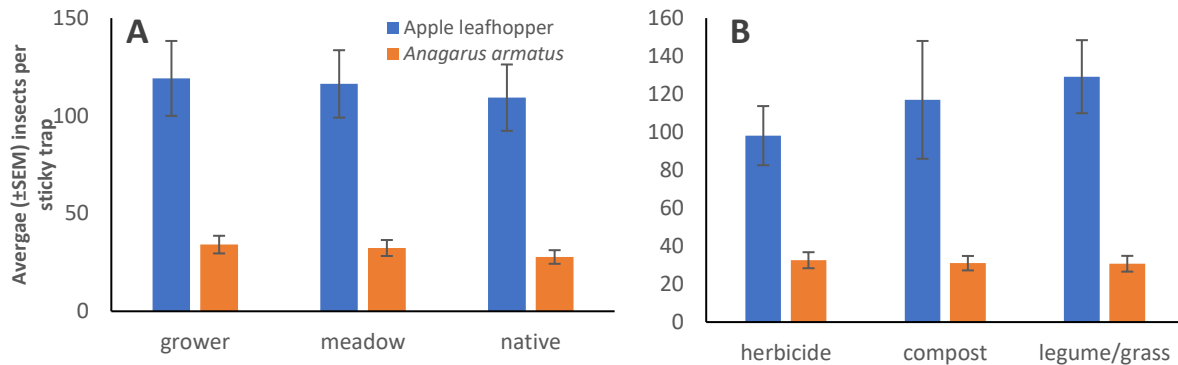 Avergae (±SEM) insects per
sticky trap
150
100
50
0
A
Apple leafhopper
Anagarus armatus
grower meadow native
160
140
120
100
80
60
40
20
0
B
herbicide compost legume/grass